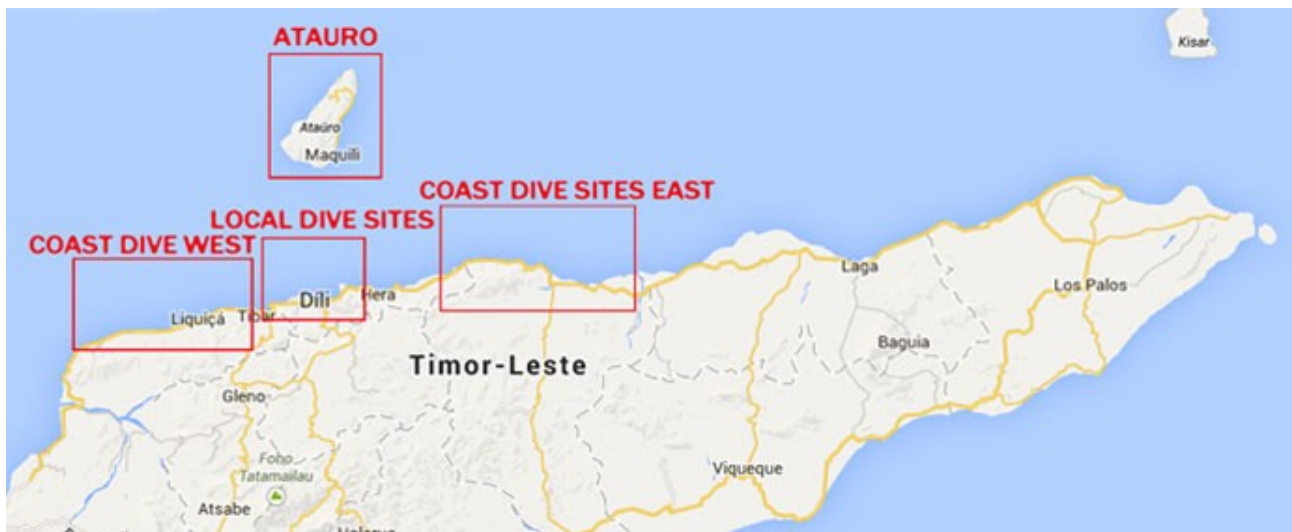 ATAURO
Kisar
Ataúro
Maquili
COAST DIVE SITES EAST
LOCAL DIVE SITES
COAST DIVE WEST
Laga
Hera
Díli
Los Palos
Liquiçá
Tibar
Baguia
Timor-Leste
Gleno
Foho
Tatamailau
Viqueque
Atsabe